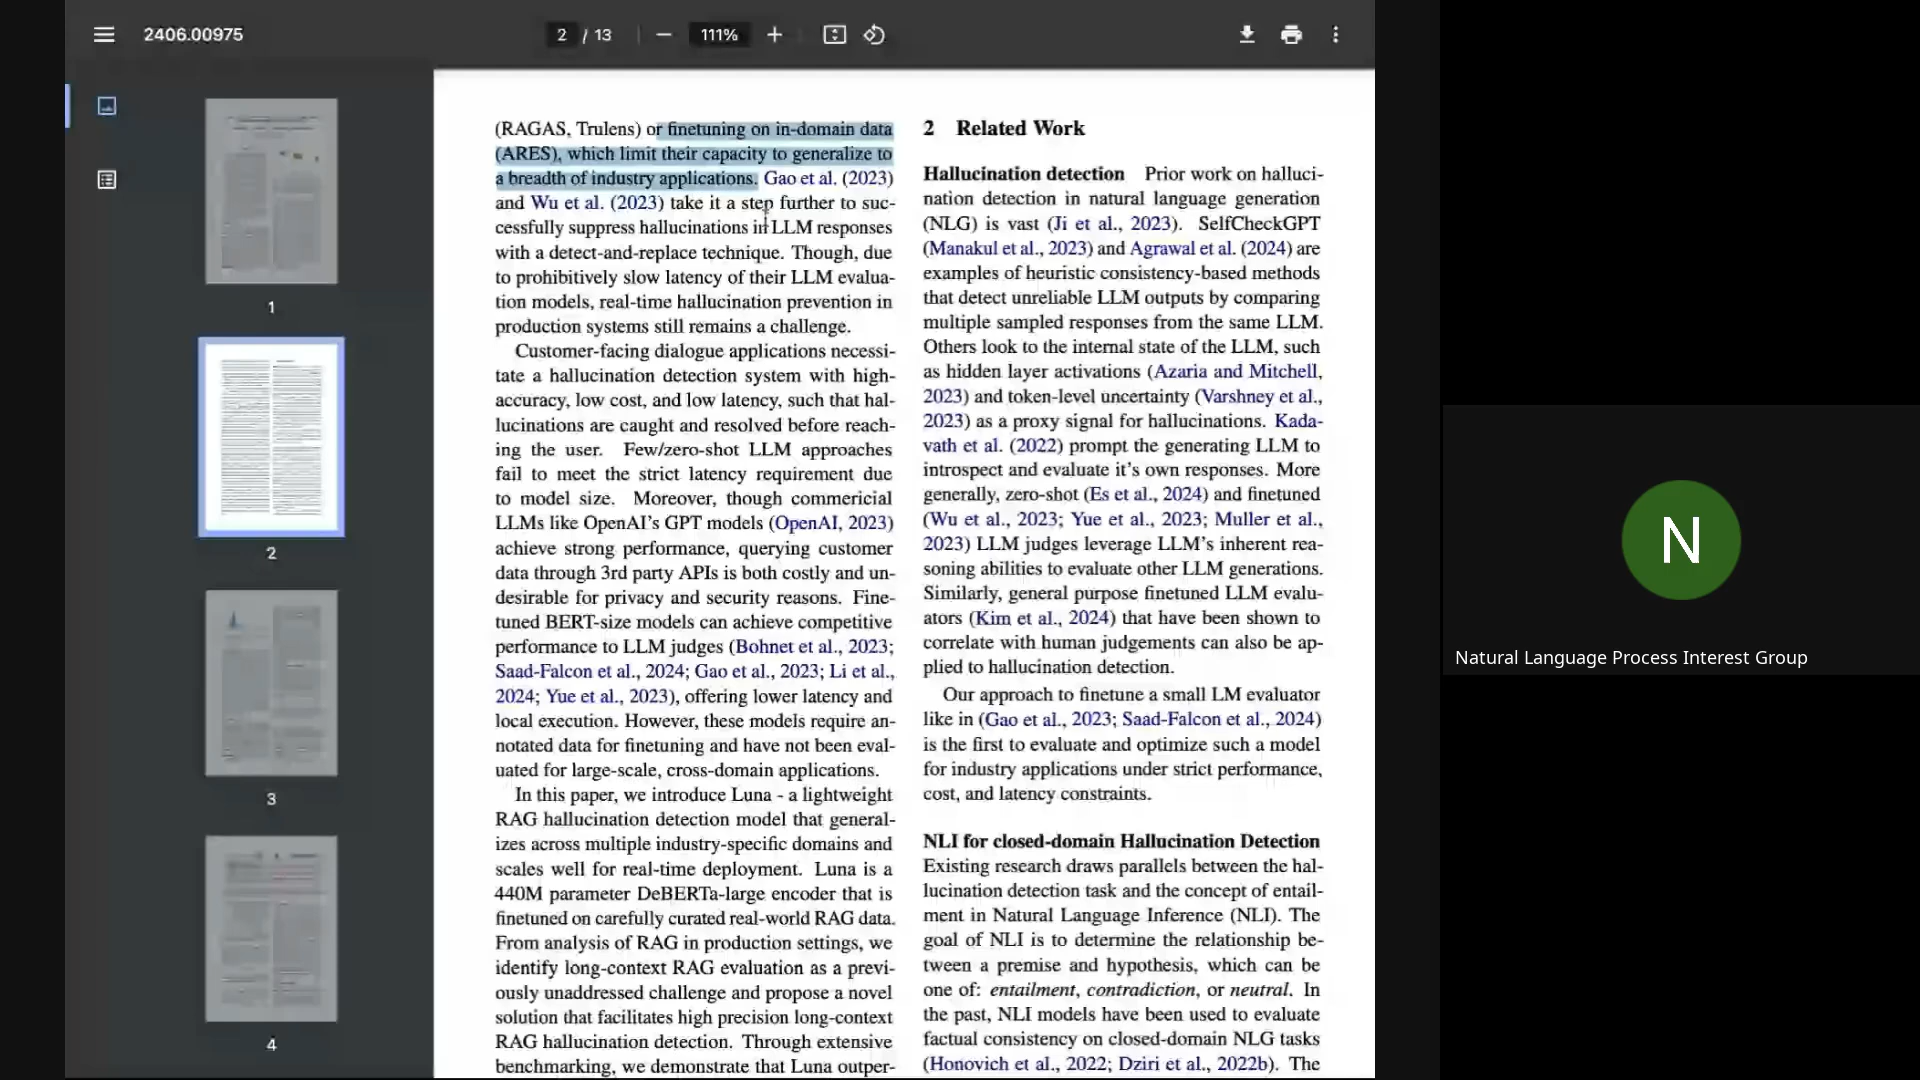 2406.00975
2 / 13
111%
1
2
3
4
(RAGAS, Trulens) or finetuning on in-domain data
(ARES), which limit their capacity to generalize to
a breadth of industry applications. Gao et al. (2023)
and Wu et al. (2023) take it a step further to suc-
cessfully suppress hallucinations in LLM responses
with a detect-and-replace technique. Though, due
to prohibitively slow latency of their LLM evalua-
tion models, real-time hallucination prevention in
production systems still remains a challenge.
Customer-facing dialogue applications necessi-
tate a hallucination detection system with high-
accuracy, low cost, and low latency, such that hal-
lucinations are caught and resolved before reach-
ing the user. Few/zero-shot LLM approaches
fail to meet the strict latency requirement due
to model size. Moreover, though commericial
LLMs like OpenAI's GPT models (OpenAI, 2023)
achieve strong performance, querying customer
data through 3rd party APIs is both costly and un-
desirable for privacy and security reasons. Fine-
tuned BERT-size models can achieve competitive
performance to LLM judges (Bohnet et al., 2023;
Saad-Falcon et al., 2024; Gao et al., 2023; Li et al.,
2024; Yue et al., 2023), offering lower latency and
local execution. However, these models require an-
notated data for finetuning and have not been eval-
uated for large-scale, cross-domain applications.
In this paper, we introduce Luna - a lightweight
RAG hallucination detection model that general-
izes across multiple industry-specific domains and
scales well for real-time deployment. Luna is a
440M parameter DeBERTa-large encoder that is
finetuned on carefully curated real-world RAG data.
From analysis of RAG in production settings, we
identify long-context RAG evaluation as a previ-
ously unaddressed challenge and propose a novel
solution that facilitates high precision long-context
RAG hallucination detection. Through extensive
benchmarking, we demonstrate that Luna outper-
2 Related Work
Hallucination detection Prior work on halluci-
nation detection in natural language generation
(NLG) is vast (Ji et al., 2023). SelfCheckGPT
(Manakul et al., 2023) and Agrawal et al. (2024) are
examples of heuristic consistency-based methods
that detect unreliable LLM outputs by comparing
multiple sampled responses from the same LLM.
Others look to the internal state of the LLM, such
as hidden layer activations (Azaria and Mitchell,
2023) and token-level uncertainty (Varshney et al.,
2023) as a proxy signal for hallucinations. Kada-
vath et al. (2022) prompt the generating LLM to
introspect and evaluate it's own responses. More
generally, zero-shot (Es et al., 2024) and finetuned
(Wu et al., 2023; Yue et al., 2023; Muller et al.,
2023) LLM judges leverage LLM's inherent rea-
soning abilities to evaluate other LLM generations.
Similarly, general purpose finetuned LLM evalu-
ators (Kim et al., 2024) that have been shown to
correlate with human judgements can also be ap-
plied to hallucination detection.
Our approach to finetune a small LM evaluator
like in (Gao et al., 2023; Saad-Falcon et al., 2024)
is the first to evaluate and optimize such a model
for industry applications under strict performance,
cost, and latency constraints.
NLI for closed-domain Hallucination Detection
Existing research draws parallels between the hal-
lucination detection task and the concept of entail-
ment in Natural Language Inference (NLI). The
goal of NLI is to determine the relationship be-
tween a premise and hypothesis, which can be
one of: entailment, contradiction, or neutral. In
the past, NLI models have been used to evaluate
factual consistency on closed-domain NLG tasks
(Honovich et al., 2022; Dziri et al., 2022b). The
N
Natural Language Process Interest Group